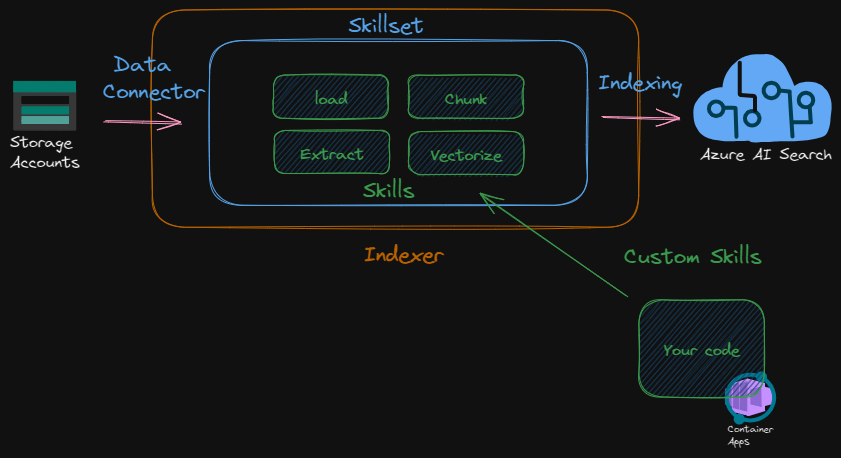 Skillset
Data
Connector
Indexing
load
Chunk
Extract
Vectorize
Skills
Storage
Accounts
Azure AI Search
Indexer
Custom Skills
Your code
Container
Apps